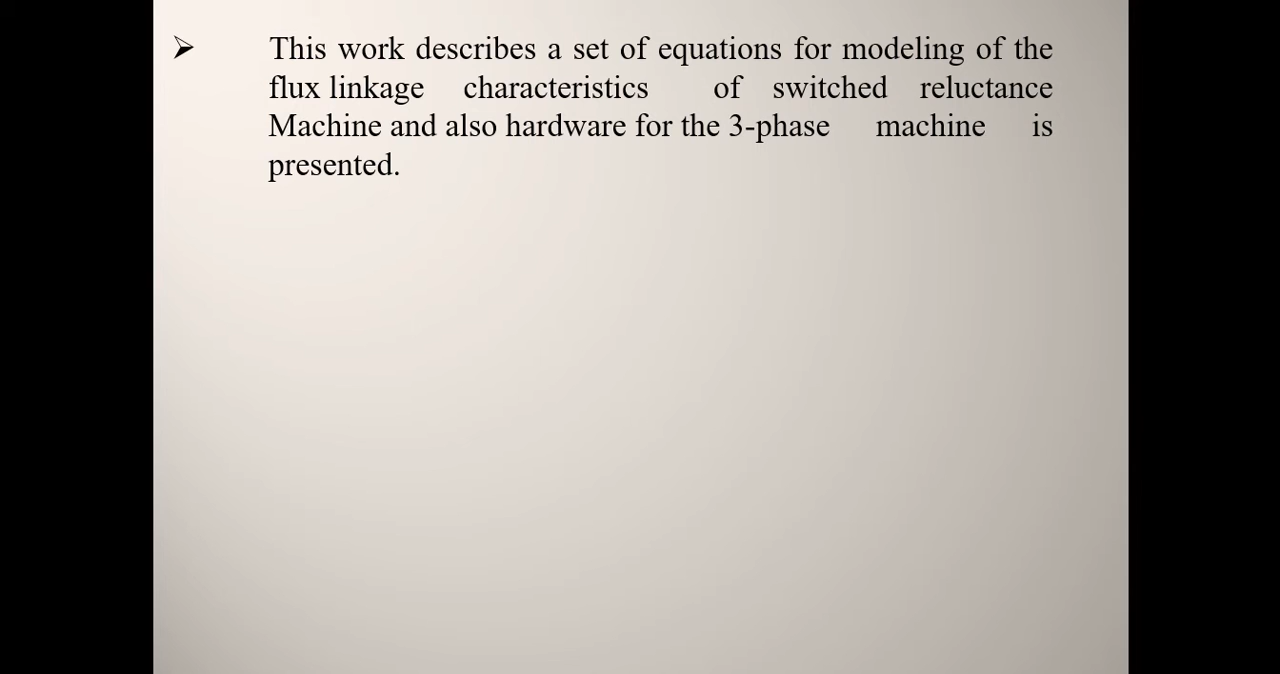 ➢ This work describes a set of equations for modeling of the
flux linkage characteristics of switched reluctance
Machine and also hardware for the 3-phase machine is
presented.